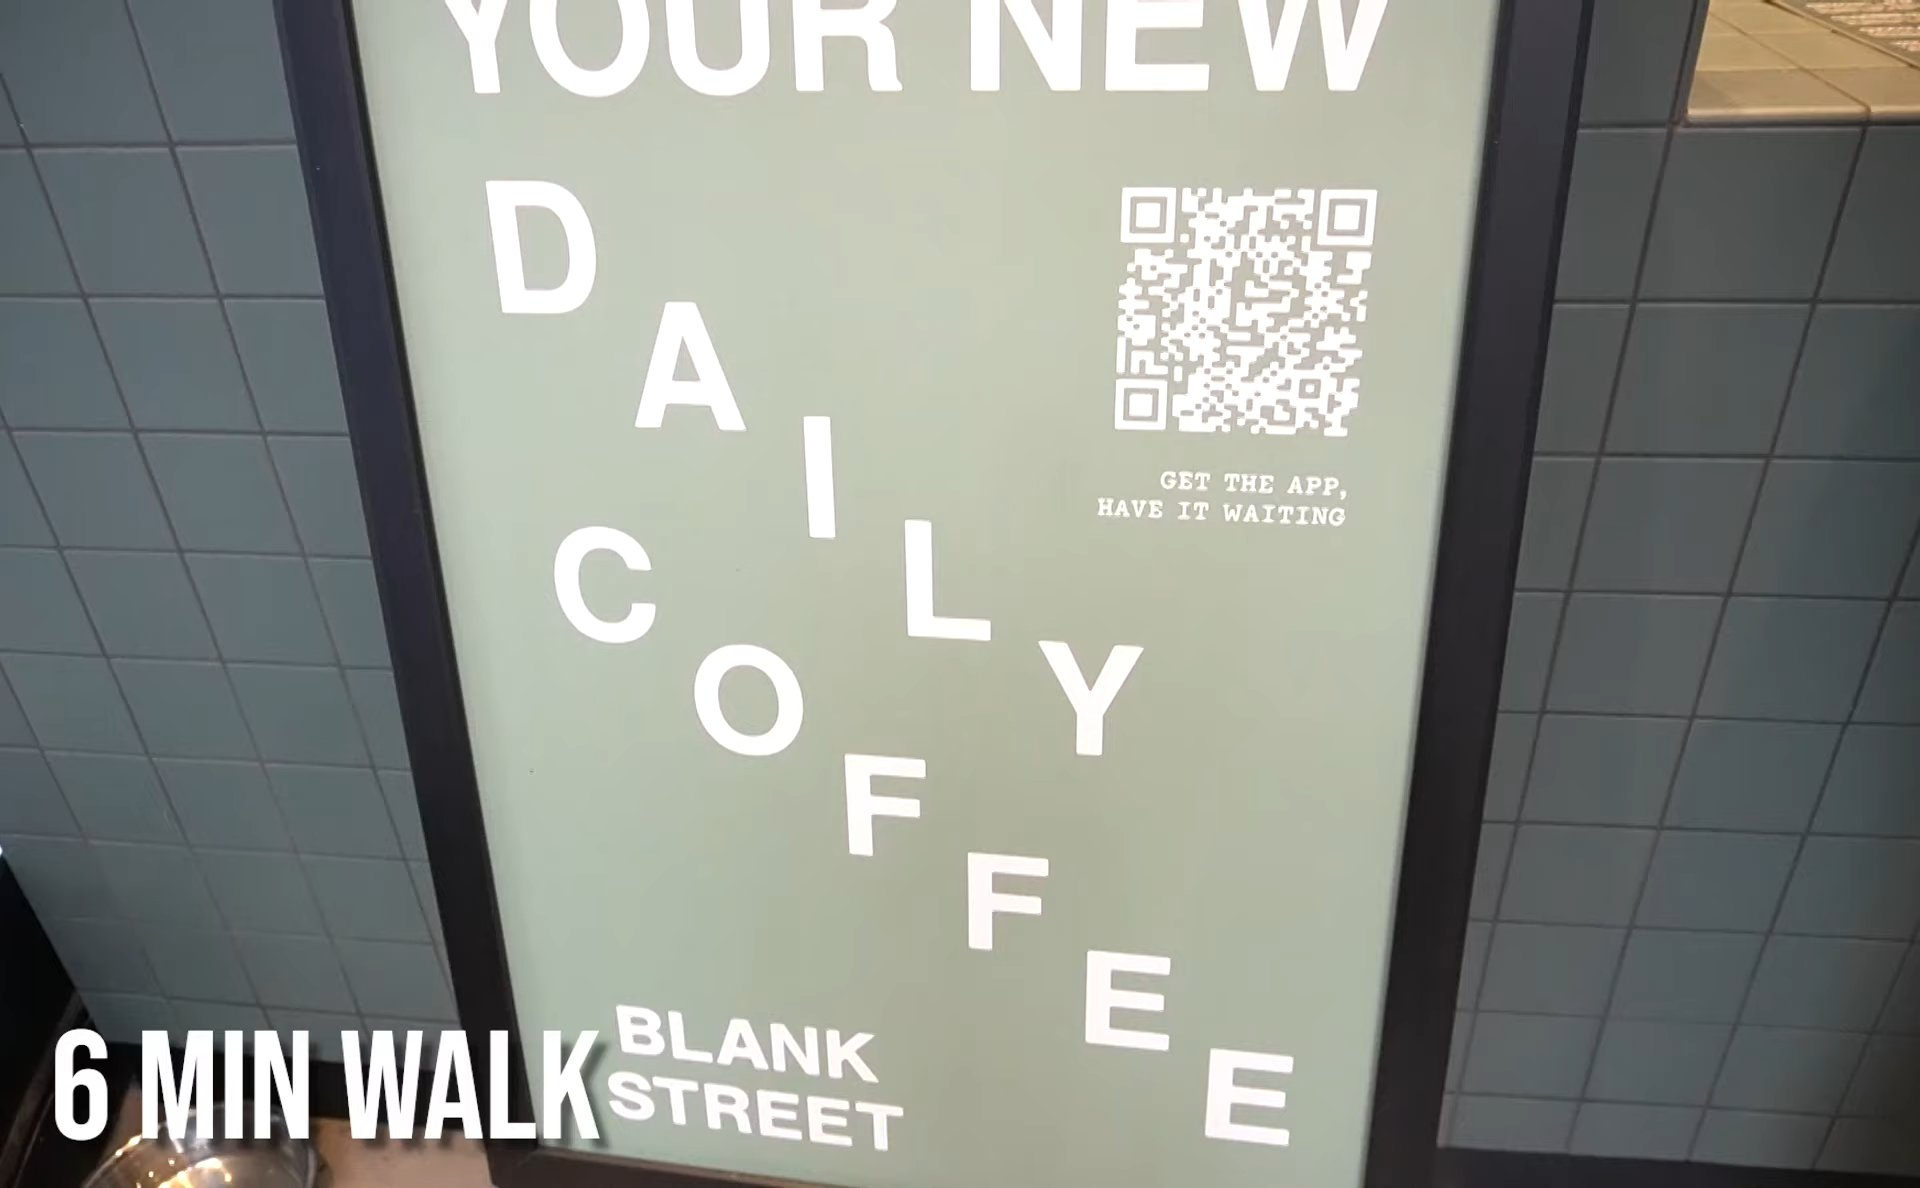 YOUR NEW
DAILY
COFFEE
GET THE APP,
HAVE IT WAITING
BLANK
STREET
6 MIN WALK